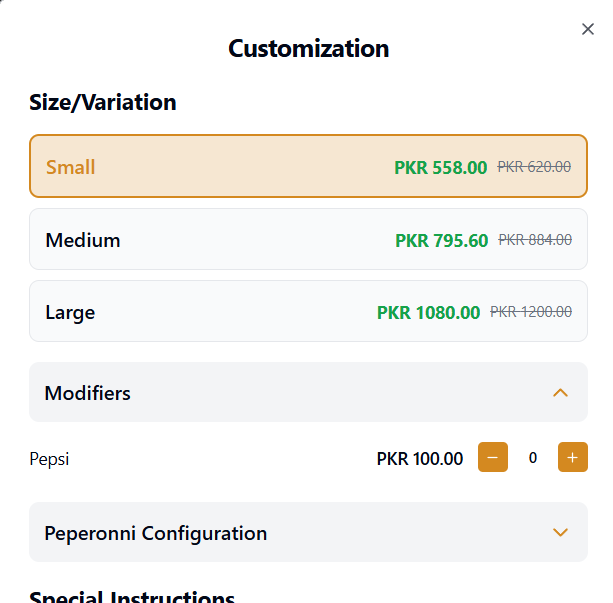 Customization
Size/Variation
Small PKR 558.00 PKR 620.00
Medium PKR 795.60 PKR 884.00
Large PKR 1080.00 PKR 1200.00
Modifiers
Pepsi PKR 100.00 − 0 +
Peperonni Configuration
Special Instructions